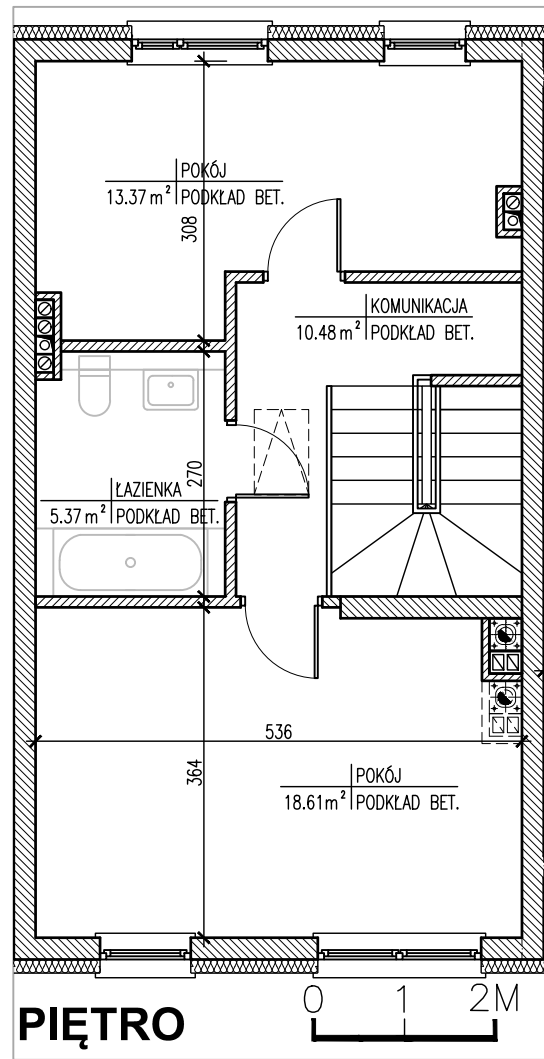 POKÓJ
13.37 m² PODKŁAD BET.
308
KOMUNIKACJA
10.48 m² PODKŁAD BET.
270
ŁAZIENKA
5.37 m² PODKŁAD BET.
536
364
POKÓJ
18.61m² PODKŁAD BET.
PIĘTRO
0 1 2M